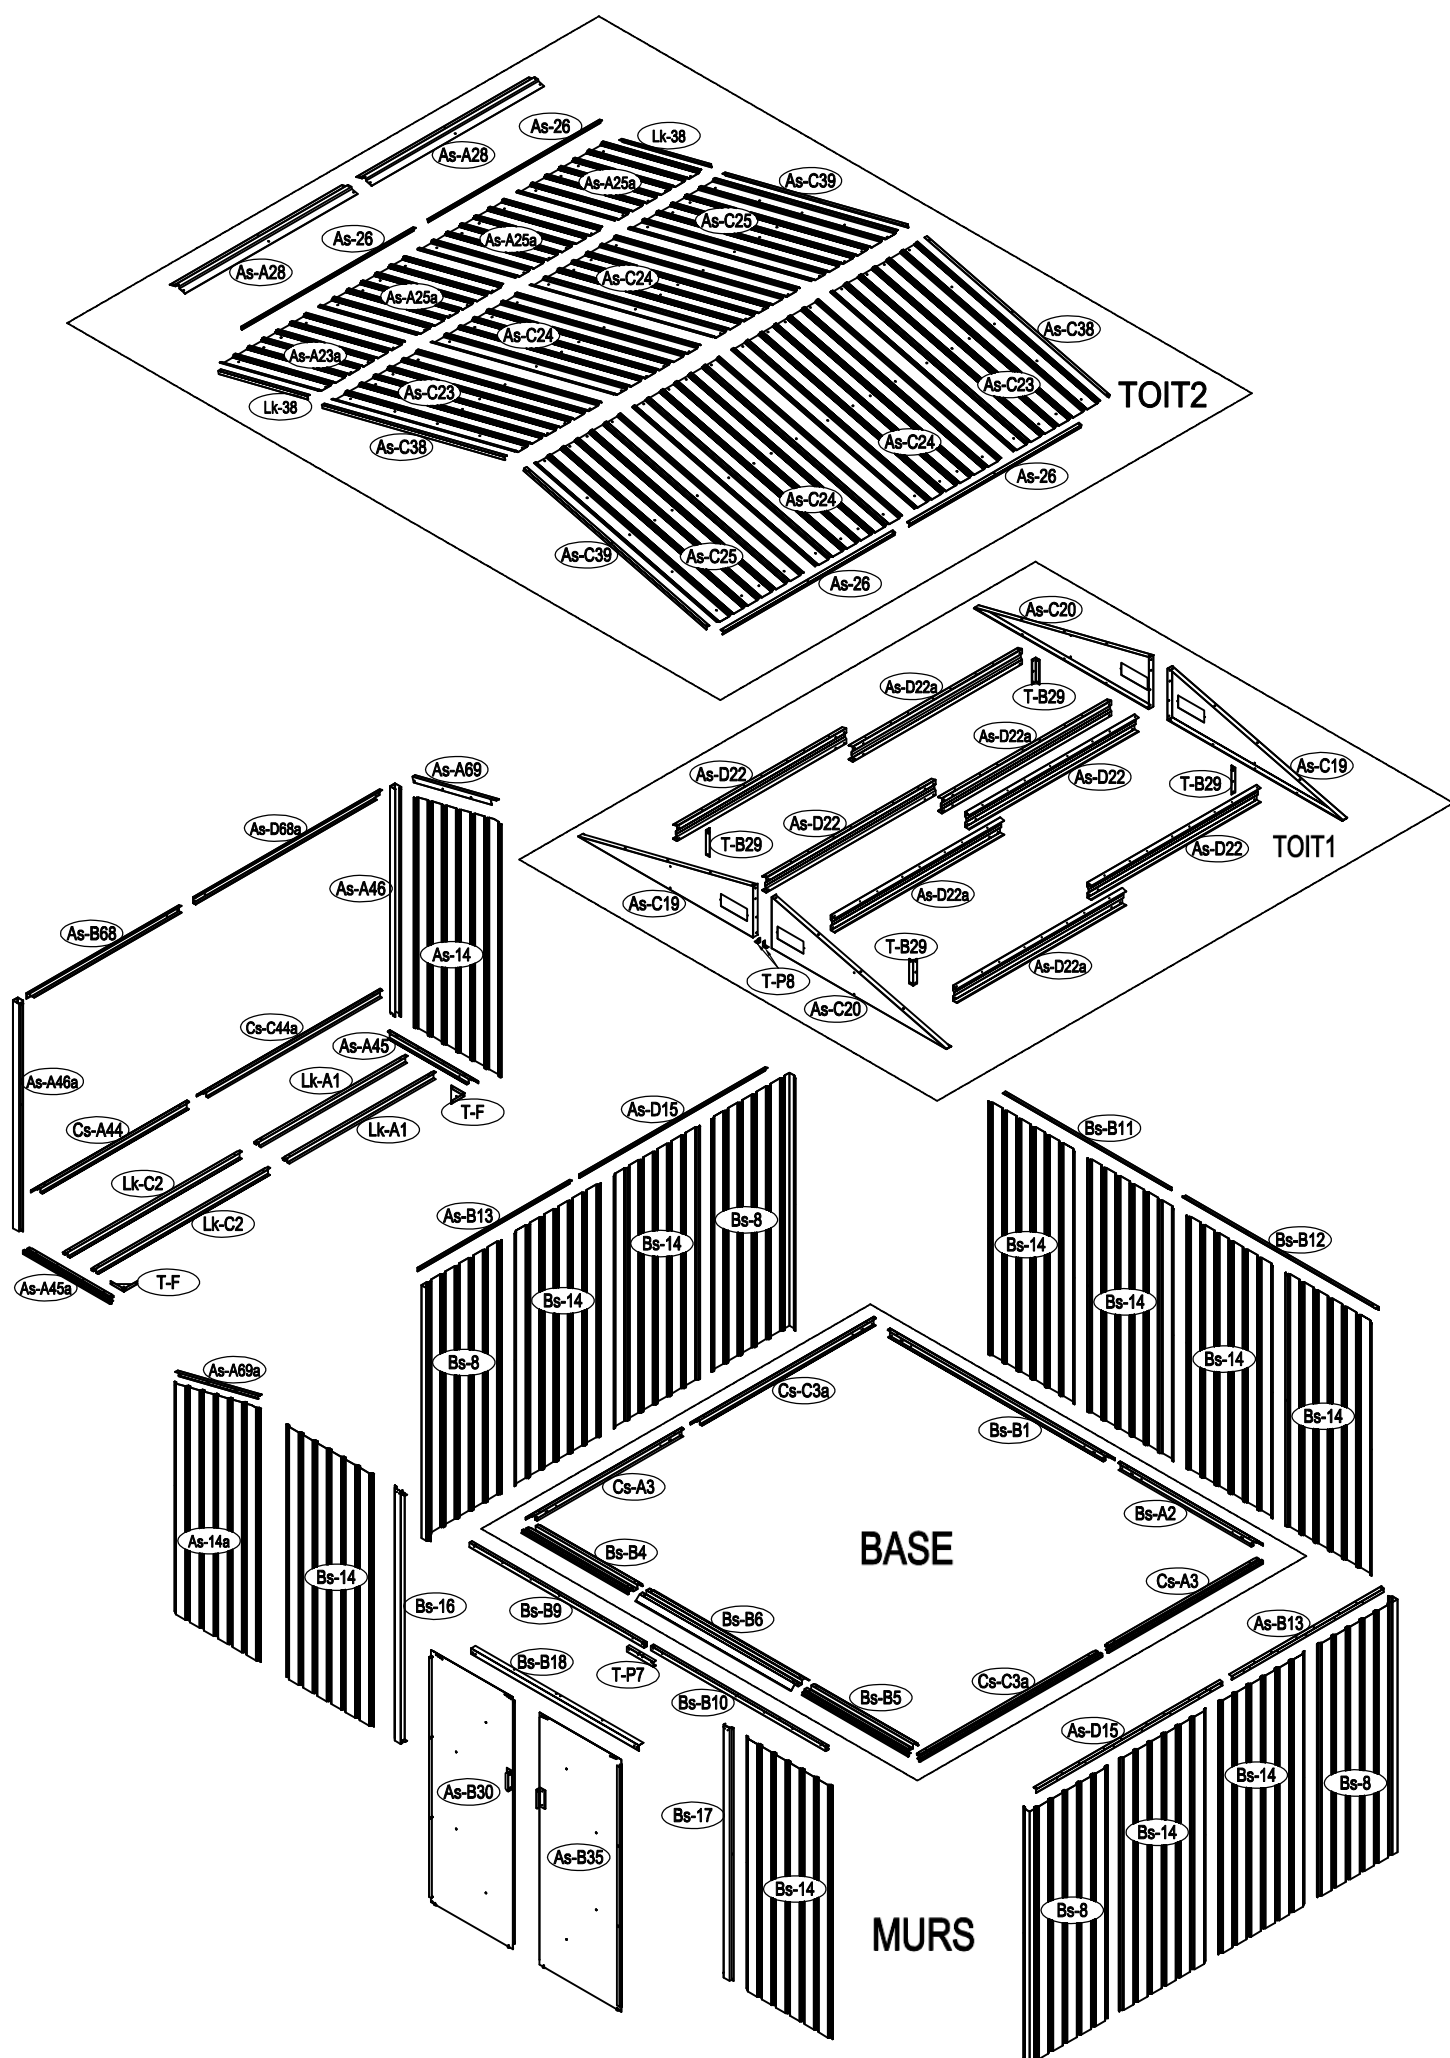 As-26
Lk-38
As-A28
As-A25a
As-C39
As-C25
As-26
As-A25a
As-A28
As-C24
As-A25a
As-C38
As-C24
As-A23a
As-C23
TOIT2
As-C23
Lk-38
As-C38
As-C24
As-26
As-C24
As-C39
As-C25
As-26
As-C20
As-D22a
T-B29
As-D22a
As-D22
As-C19
As-D22
T-B29
As-D22
T-B29
As-D22
TOIT1
As-C19
As-D22a
T-B29
As-D22a
T-P8
As-C20
As-A69
As-D68a
As-A46
As-B68
As-14
Cs-C44a
As-A45
As-A46a
Lk-A1
T-F
Cs-A44
Lk-A1
Lk-C2
Lk-C2
As-A45a
T-F
As-D15
Bs-B11
As-B13
Bs-8
Bs-14
Bs-14
Bs-B12
Bs-14
Bs-14
Bs-8
Bs-14
As-A69a
Cs-C3a
Bs-B1
Bs-14
Cs-A3
Bs-A2
As-14a
BASE
Bs-B4
Bs-14
Cs-A3
Bs-16
Bs-B9
Bs-B6
As-B13
Bs-B18
T-P7
Bs-B10
Bs-B5
Cs-C3a
As-D15
Bs-14
Bs-8
As-B30
Bs-17
Bs-14
As-B35
Bs-14
Bs-8
MURS